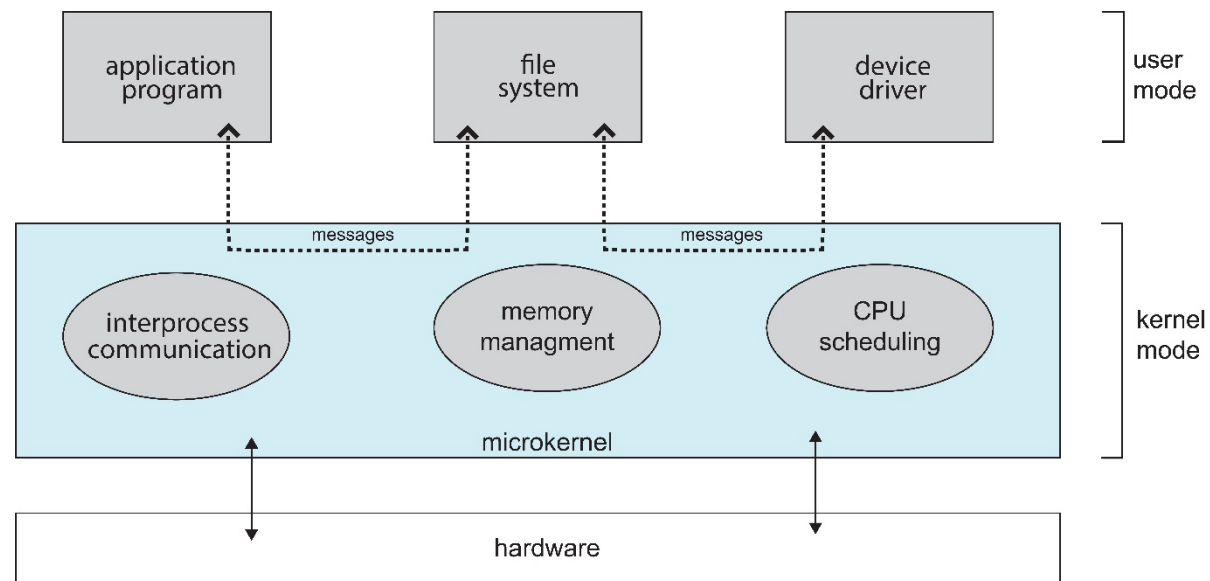 application
program
file
system
device
driver
user
mode
messages
messages
interprocess
communication
memory
managment
CPU
scheduling
kernel
mode
microkernel
hardware